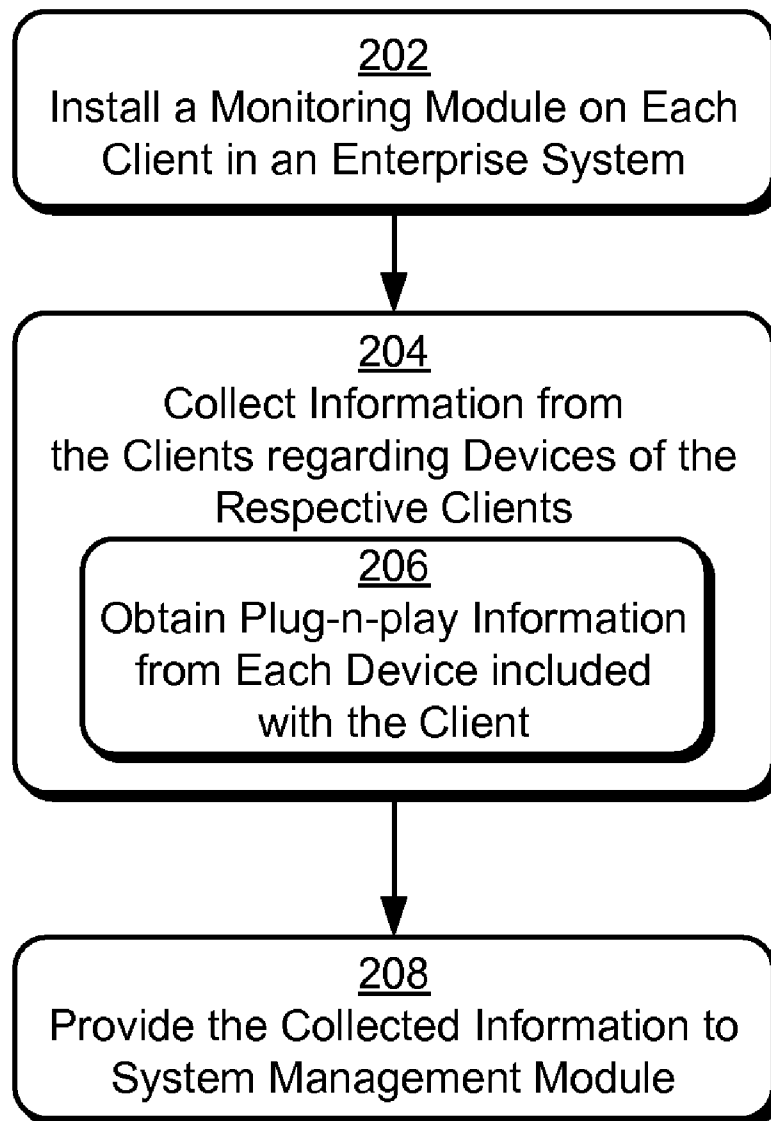 202
Install a Monitoring Module on Each
Client in an Enterprise System
204
Collect Information from
the Clients regarding Devices of the
Respective Clients
206
Obtain Plug-n-play Information
from Each Device included
with the Client
208
Provide the Collected Information to
System Management Module